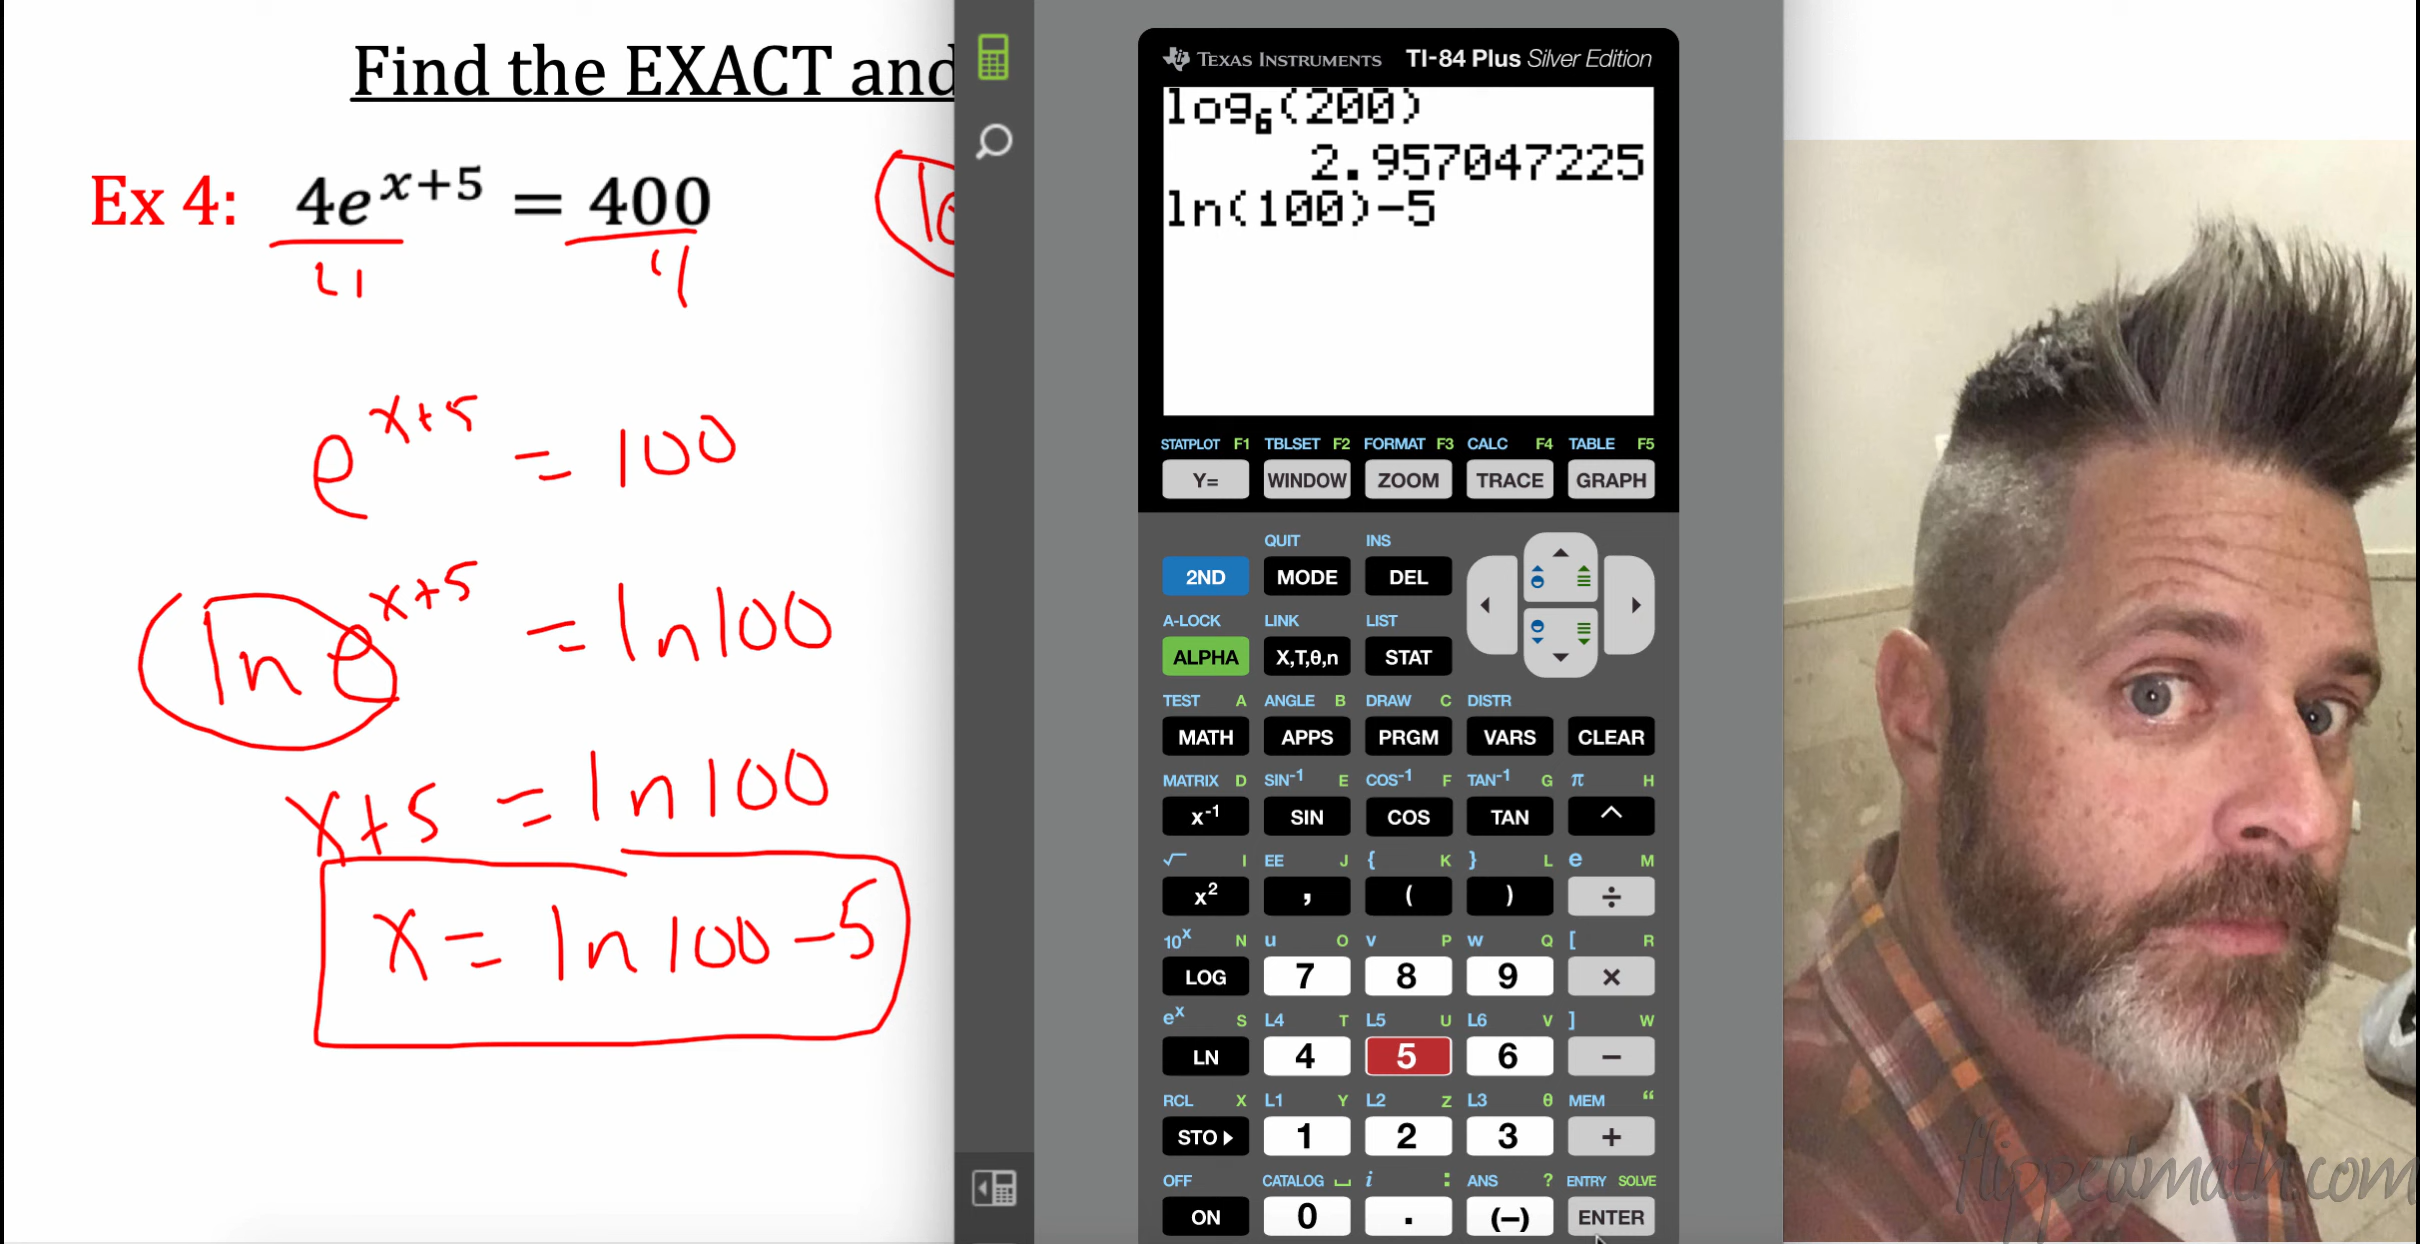 Find the EXACT and
Ex 4: 4e^{x+5} = 400
4 4
e^{x+5} = 100
ln e^{x+5} = ln100
x+5 = ln100
x = ln100 - 5
TEXAS INSTRUMENTS TI-84 Plus Silver Edition
log₆(200)
2.957047225
ln(100)-5
STATPLOT F1 TBLSET F2 FORMAT F3 CALC F4 TABLE F5
Y= WINDOW ZOOM TRACE GRAPH
QUIT INS
2ND MODE DEL
A-LOCK LINK LIST
ALPHA X,T,θ,n STAT
TEST A ANGLE B DRAW C DISTR
MATH APPS PRGM VARS CLEAR
MATRIX D SIN⁻¹ E COS⁻¹ F TAN⁻¹ G π H
x⁻¹ SIN COS TAN ^
√ I EE J { K } L e M
x² , ( ) ÷
10ˣ N u O v P w Q [ R
LOG 7 8 9 ×
eˣ S L4 T L5 U L6 V ] W
LN 4 5 6 −
RCL X L1 Y L2 Z L3 θ MEM “
STO▶ 1 2 3 +
OFF CATALOG ⎵ i : ANS ? ENTRY SOLVE
ON 0 . (−) ENTER
flippedmath.com